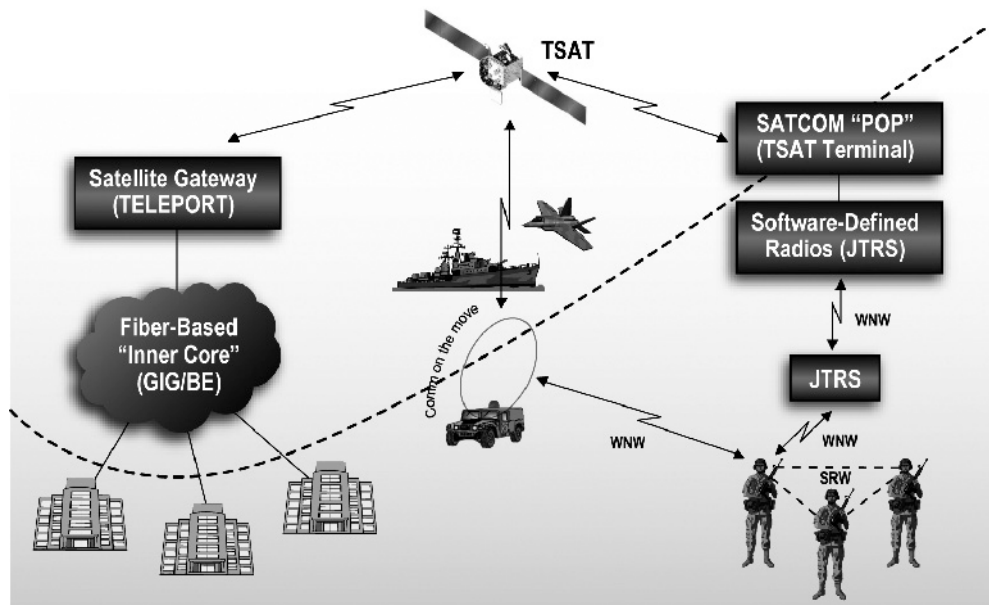 TSAT
SATCOM “POP”
(TSAT Terminal)
Satellite Gateway
(TELEPORT)
Software-Defined
Radios (JTRS)
WNW
Fiber-Based
“Inner Core”
(GIG/BE)
Comm on the move
JTRS
WNW
WNW
SRW